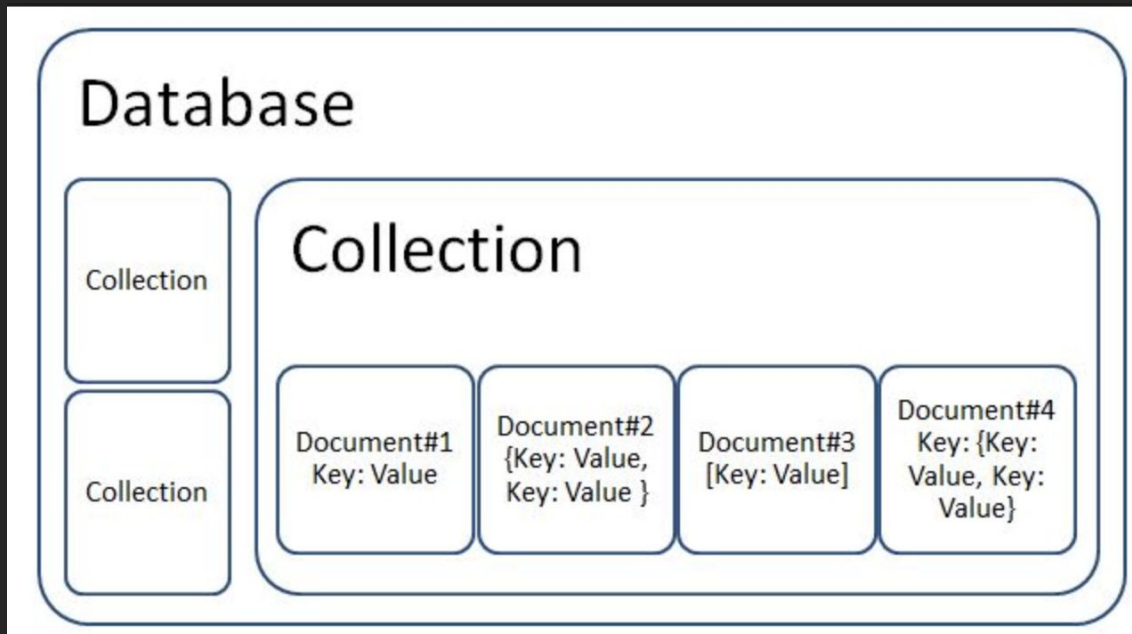 Database
Collection
Collection
Collection
Document#1
Key: Value
Document#2
{Key: Value,
Key: Value }
Document#3
[Key: Value]
Document#4
Key: {Key:
Value, Key:
Value}